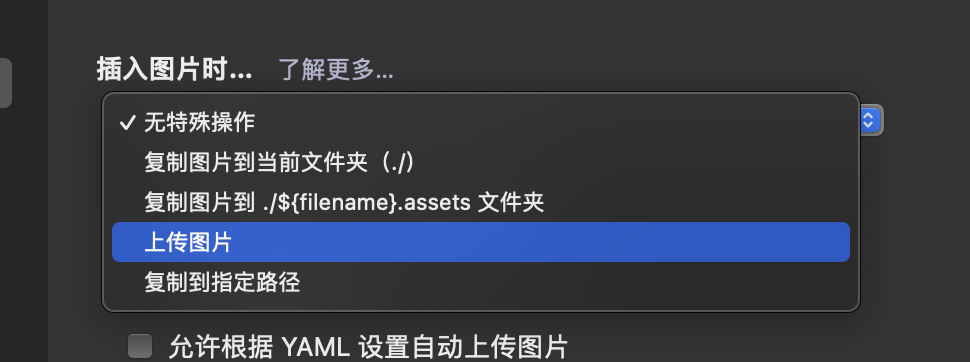 插入图片时... 了解更多...
✓ 无特殊操作
复制图片到当前文件夹（./）
复制图片到 ./${filename}.assets 文件夹
上传图片
复制到指定路径
允许根据 YAML 设置自动上传图片